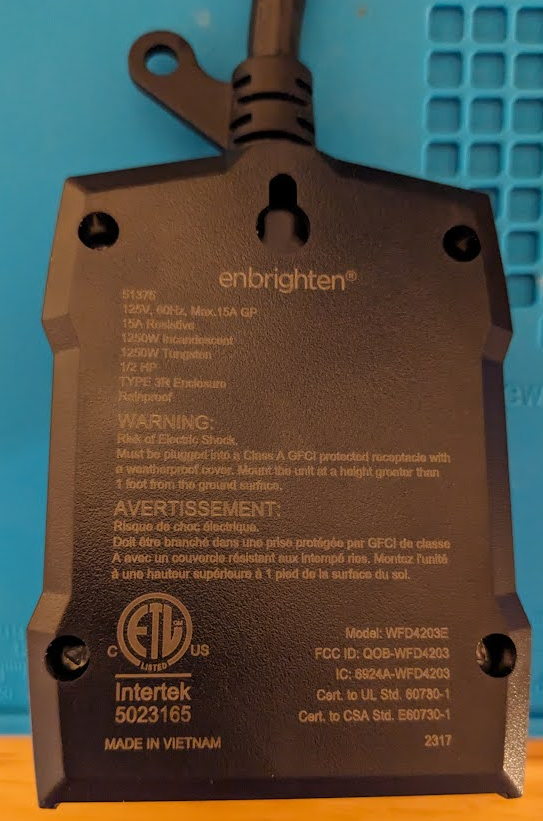 enbrighten®
51375
125V, 60Hz, Max.15A GP
15A Resistive
1250W Incandescent
1250W Tungsten
1/2 HP
TYPE 3R Enclosure
Rainproof
WARNING:
Risk of Electric Shock.
Must be plugged into a Class A GFCI protected receptacle with
a weatherproof cover. Mount the unit at a height greater than
1 foot from the ground surface.
AVERTISSEMENT:
Risque de choc électrique.
Doit être branché dans une prise protégée par GFCI de classe
A avec un couvercle résistant aux intempé ries. Montez l'unité
à une hauteur supérieure à 1 pied de la surface du sol.
ETL CM
LISTED
C US
Intertek
5023165
MADE IN VIETNAM
Model: WFD4203E
FCC ID: QOB-WFD4203
IC: 6924A-WFD4203
Cert. to UL Std. 60730-1
Cert. to CSA Std. E60730-1
2317